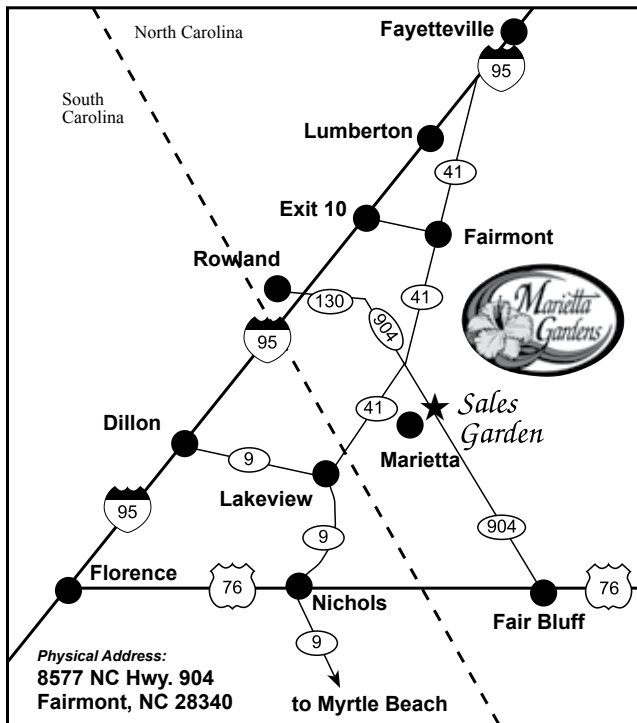 North Carolina
Fayetteville
95
South
Carolina
Lumberton
41
Exit 10
Fairmont
Rowland
130
41
904
Marietta
Gardens
95
Sales
Garden
41
Dillon
Marietta
9
Lakeview
95
904
9
Florence
76
Nichols
76
Fair Bluff
9
Physical Address:
8577 NC Hwy. 904
Fairmont, NC 28340
to Myrtle Beach